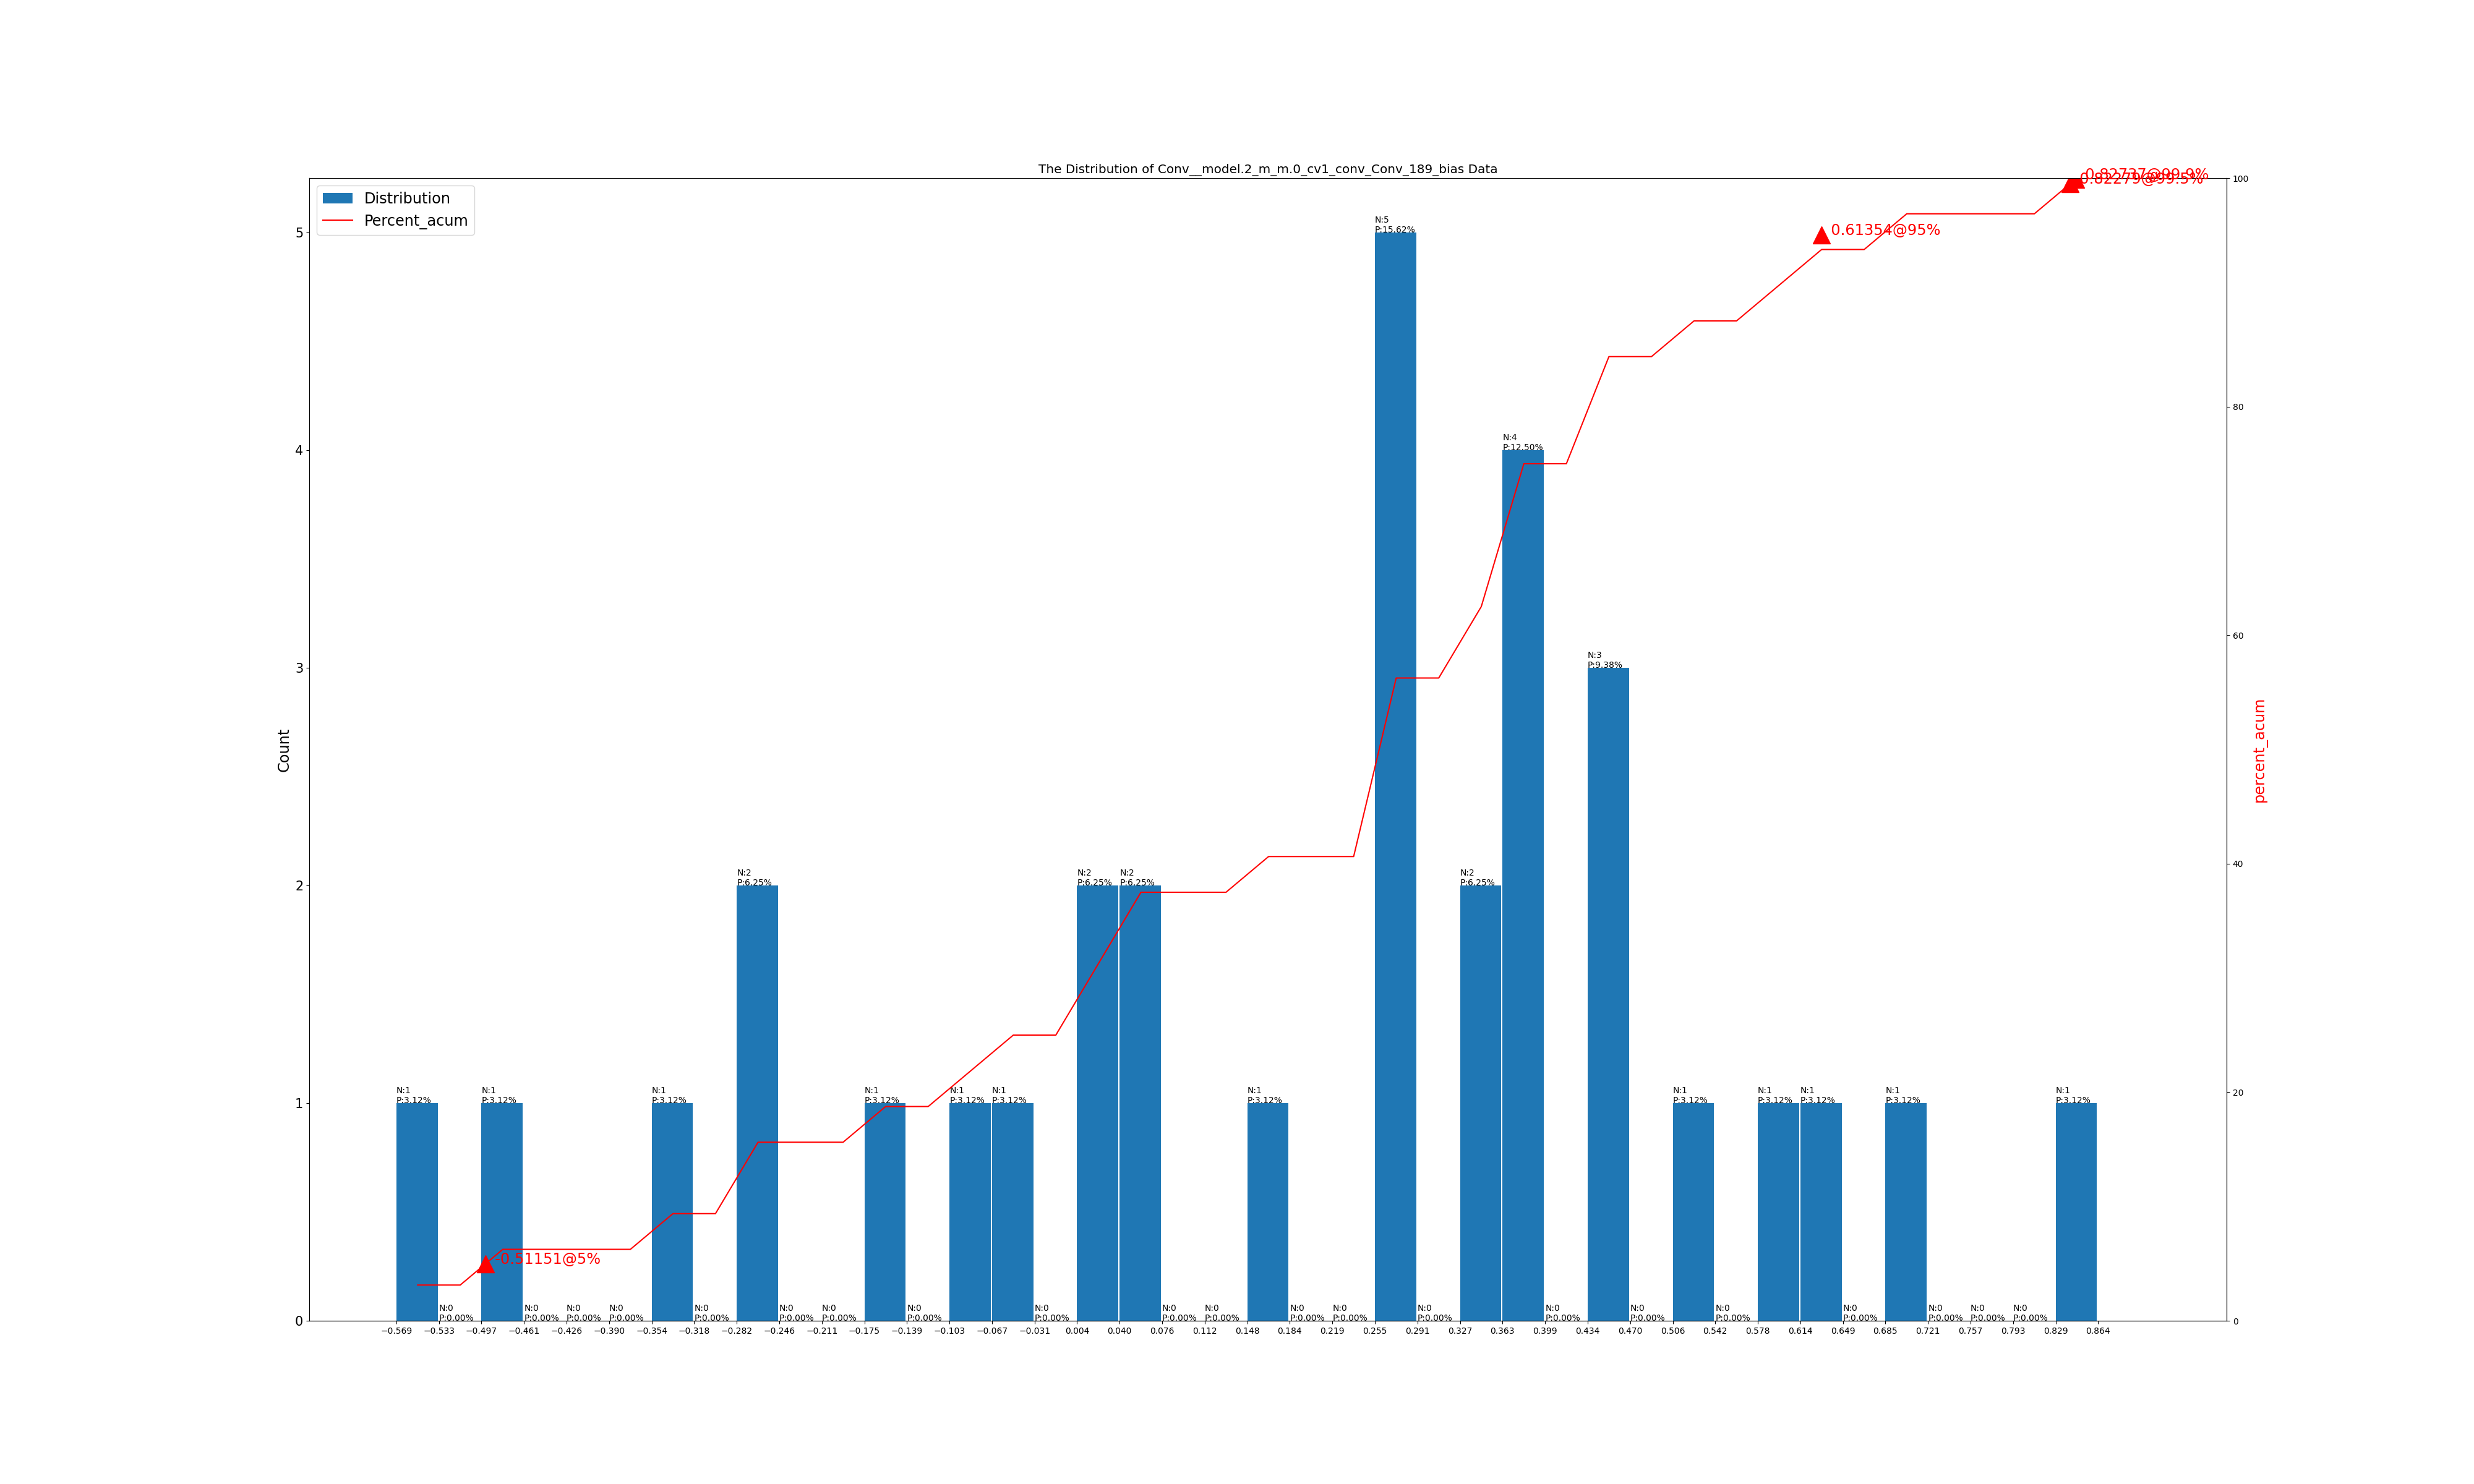 The Distribution of Conv__model.2_m_m.0_cv1_conv_Conv_189_bias Data
Distribution
Percent_acum
0.82737@99.9%
0.82279@99.5%
0.61354@95%
-0.51151@5%
Count
percent_acum
5
4
3
2
1
0
100
80
60
40
20
0
N:1
P:3.12%
N:0
P:0.00%
N:1
P:3.12%
N:0
P:0.00%
N:0
P:0.00%
N:0
P:0.00%
N:1
P:3.12%
N:0
P:0.00%
N:2
P:6.25%
N:0
P:0.00%
N:0
P:0.00%
N:1
P:3.12%
N:0
P:0.00%
N:1
P:3.12%
N:1
P:3.12%
N:0
P:0.00%
N:2
P:6.25%
N:2
P:6.25%
N:0
P:0.00%
N:0
P:0.00%
N:1
P:3.12%
N:0
P:0.00%
N:0
P:0.00%
N:5
P:15.62%
N:0
P:0.00%
N:2
P:6.25%
N:4
P:12.50%
N:0
P:0.00%
N:3
P:9.38%
N:0
P:0.00%
N:1
P:3.12%
N:0
P:0.00%
N:1
P:3.12%
N:1
P:3.12%
N:0
P:0.00%
N:1
P:3.12%
N:0
P:0.00%
N:0
P:0.00%
N:0
P:0.00%
N:1
P:3.12%
−0.569 −0.533 −0.497 −0.461 −0.426 −0.390 −0.354 −0.318 −0.282 −0.246 −0.211 −0.175 −0.139 −0.103 −0.067 −0.031 0.004 0.040 0.076 0.112 0.148 0.184 0.219 0.255 0.291 0.327 0.363 0.399 0.434 0.470 0.506 0.542 0.578 0.614 0.649 0.685 0.721 0.757 0.793 0.829 0.864